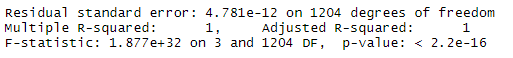 Residual standard error: 4.781e-12 on 1204 degrees of freedom
Multiple R-squared:      1,     Adjusted R-squared:      1
F-statistic: 1.877e+32 on 3 and 1204 DF,  p-value: < 2.2e-16